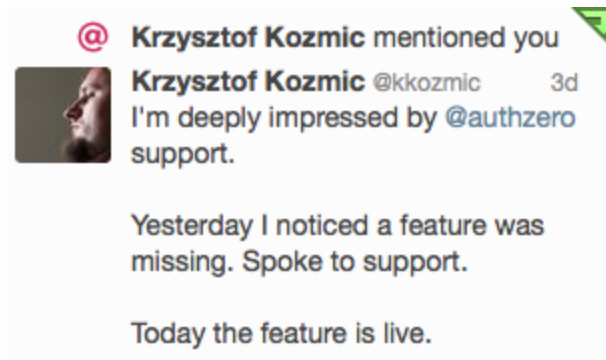 @ Krzysztof Kozmic mentioned you
Krzysztof Kozmic @kkozmic 3d
I'm deeply impressed by @authzero
support.
Yesterday I noticed a feature was
missing. Spoke to support.
Today the feature is live.